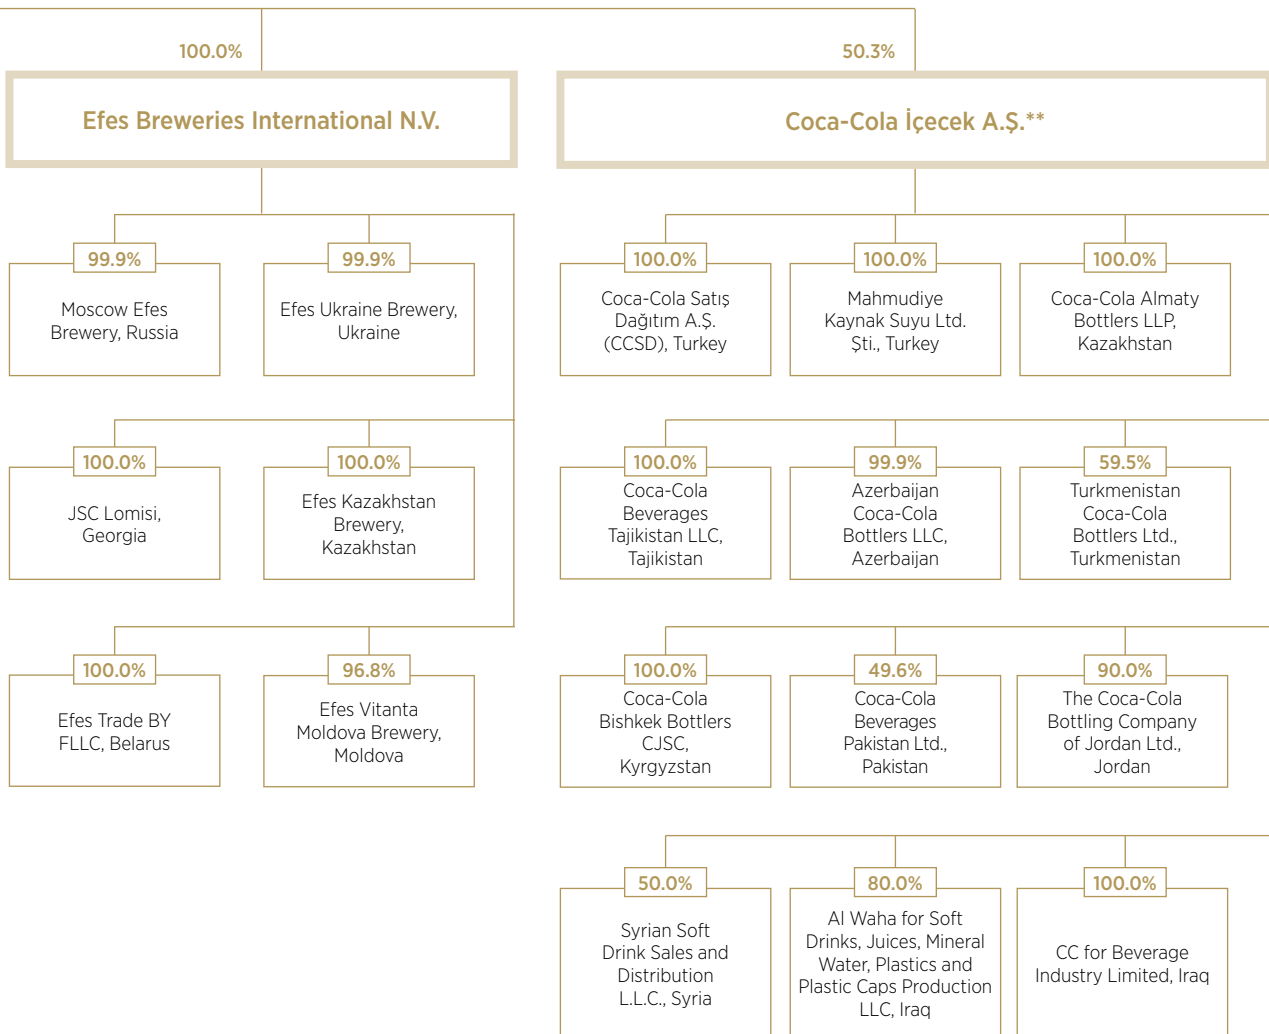 100.0%
50.3%
Efes Breweries International N.V.
Coca-Cola İçecek A.Ş.**
99.9%
Moscow Efes
Brewery, Russia
99.9%
Efes Ukraine Brewery,
Ukraine
100.0%
Coca-Cola Satış
Dağıtım A.Ş.
(CCSD), Turkey
100.0%
Mahmudiye
Kaynak Suyu Ltd.
Şti., Turkey
100.0%
Coca-Cola Almaty
Bottlers LLP,
Kazakhstan
100.0%
JSC Lomisi,
Georgia
100.0%
Efes Kazakhstan
Brewery,
Kazakhstan
100.0%
Coca-Cola
Beverages
Tajikistan LLC,
Tajikistan
99.9%
Azerbaijan
Coca-Cola
Bottlers LLC,
Azerbaijan
59.5%
Turkmenistan
Coca-Cola
Bottlers Ltd.,
Turkmenistan
100.0%
Efes Trade BY
FLLC, Belarus
96.8%
Efes Vitanta
Moldova Brewery,
Moldova
100.0%
Coca-Cola
Bishkek Bottlers
CJSC,
Kyrgyzstan
49.6%
Coca-Cola
Beverages
Pakistan Ltd.,
Pakistan
90.0%
The Coca-Cola
Bottling Company
of Jordan Ltd.,
Jordan
50.0%
Syrian Soft
Drink Sales and
Distribution
L.L.C., Syria
80.0%
Al Waha for Soft
Drinks, Juices, Mineral
Water, Plastics and
Plastic Caps Production
LLC, Iraq
100.0%
CC for Beverage
Industry Limited, Iraq